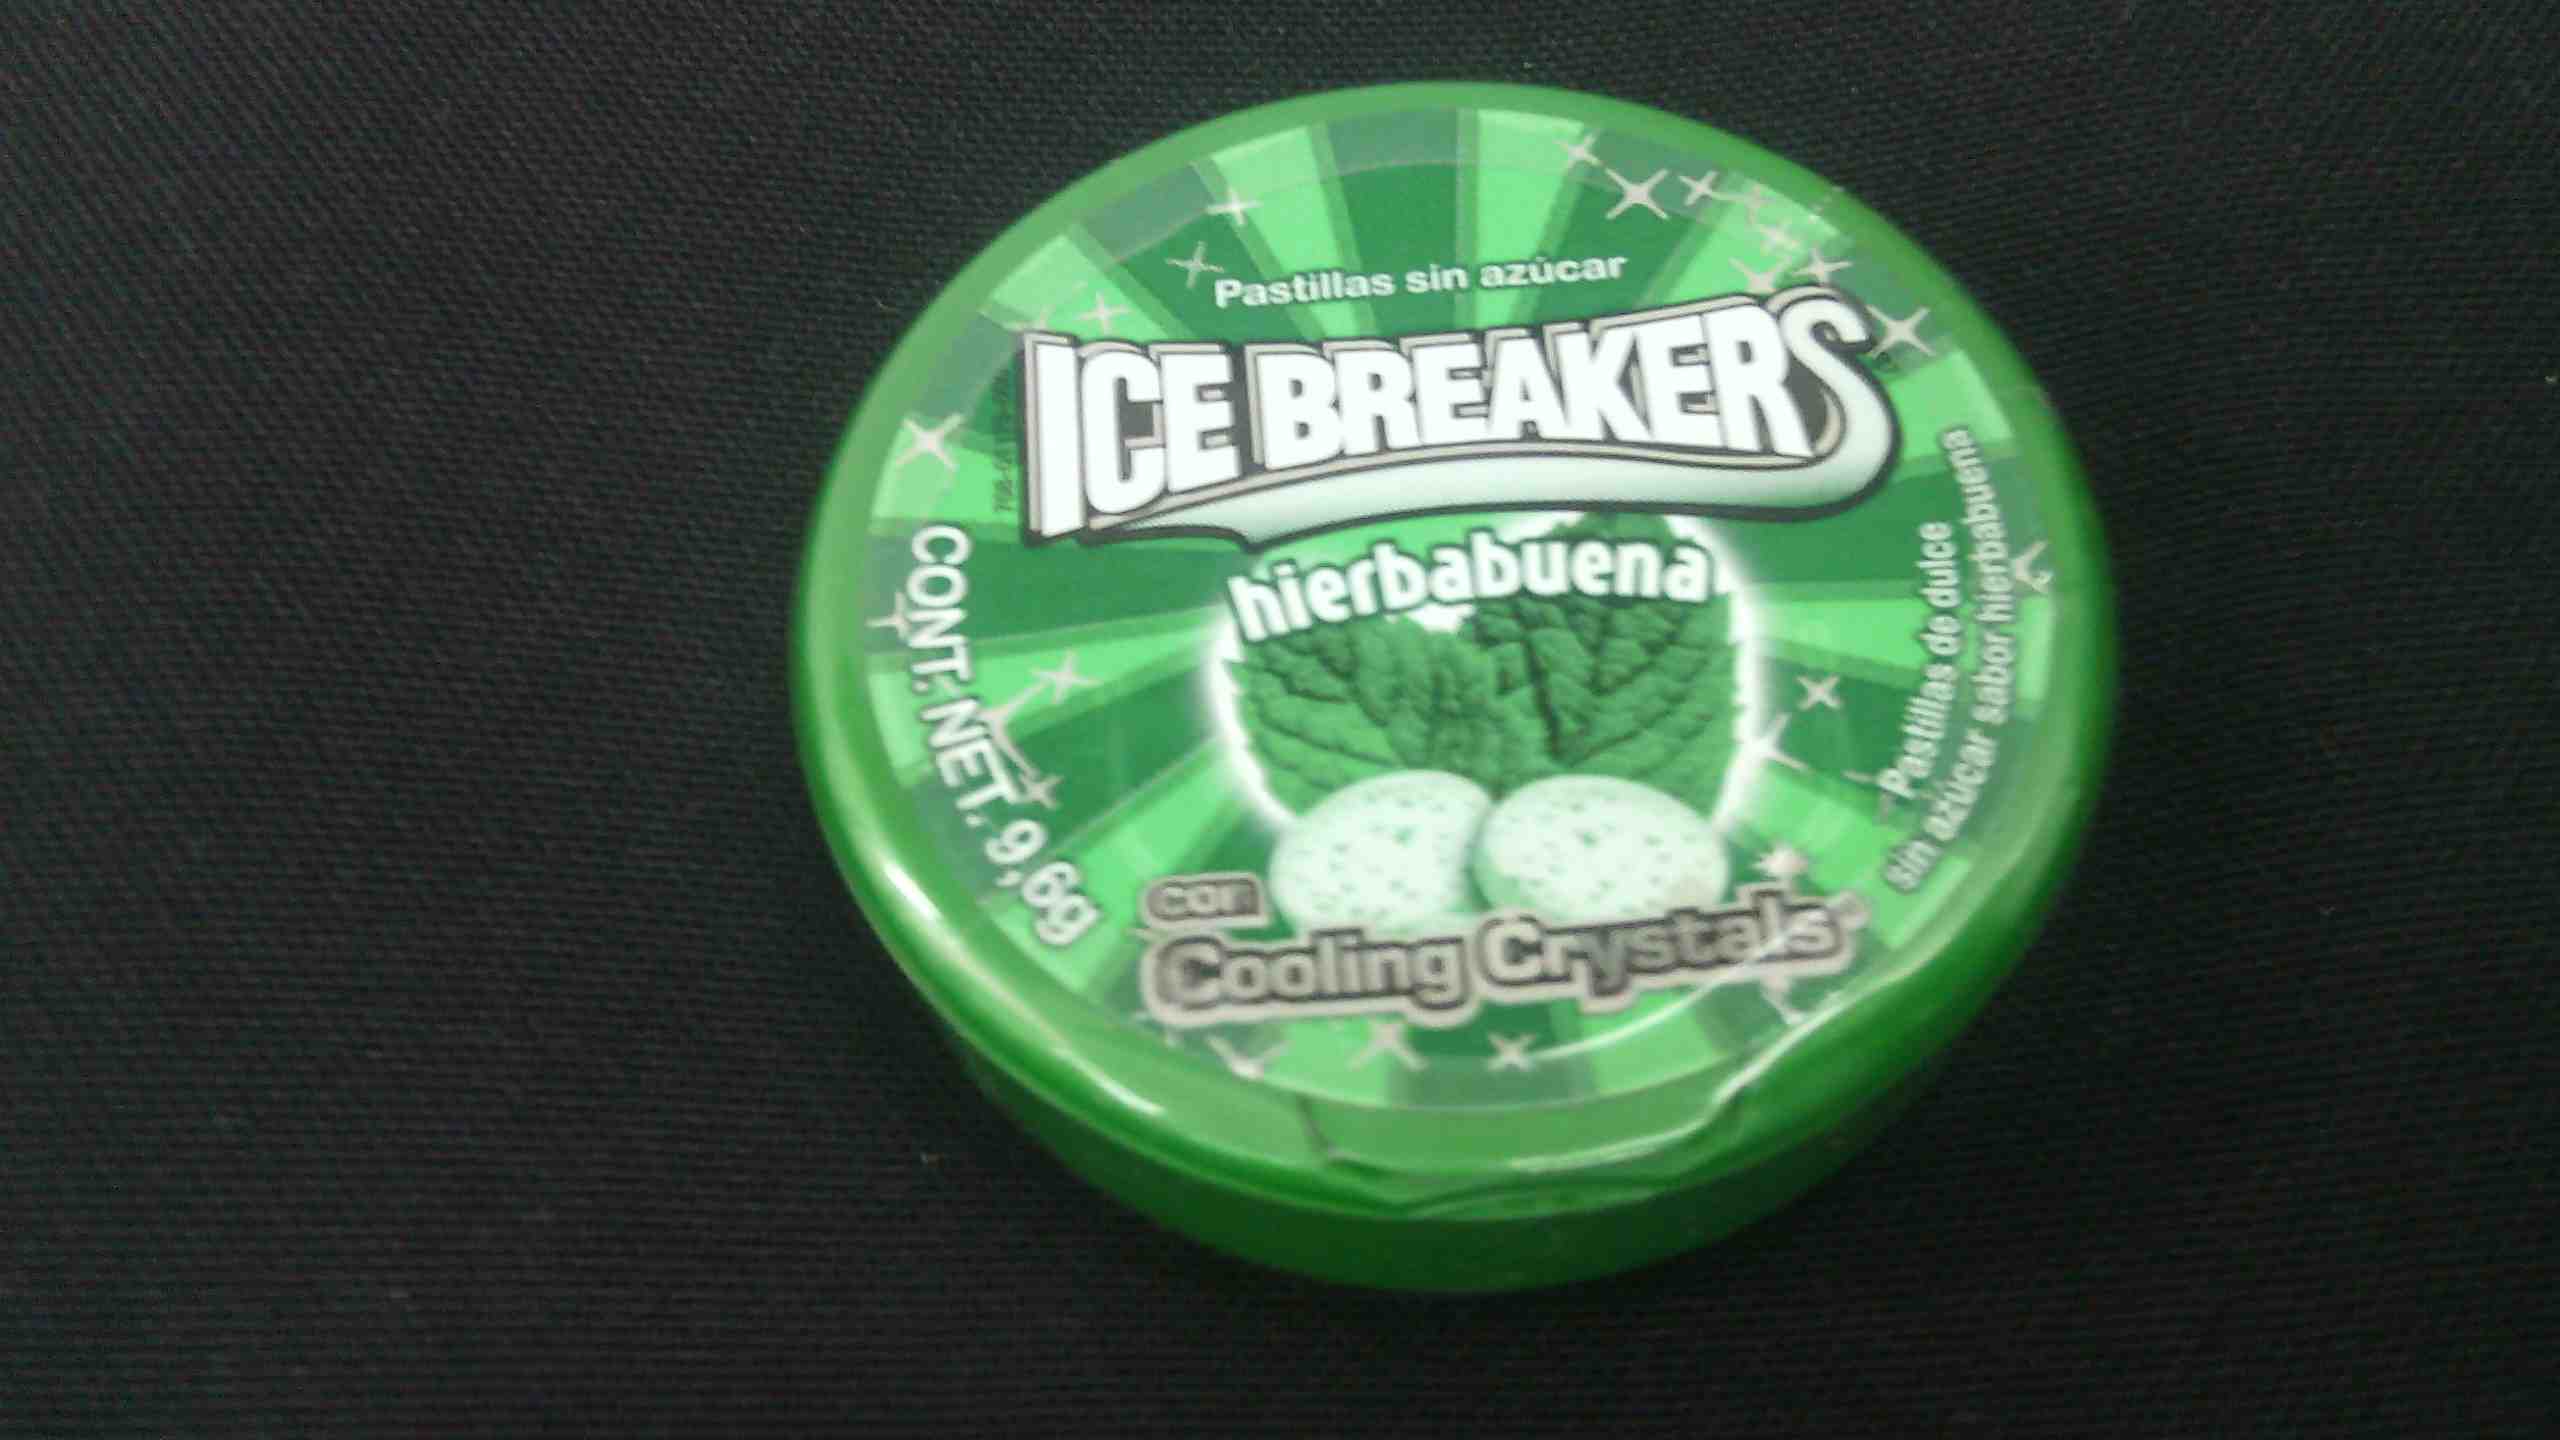 Pastillas sin azúcar
ICE BREAKERS
hierbabuena
con
Cooling Crystals
CONT. NET. 9,6g
Pastillas de dulce
Sin azúcar sabor hierbabuena